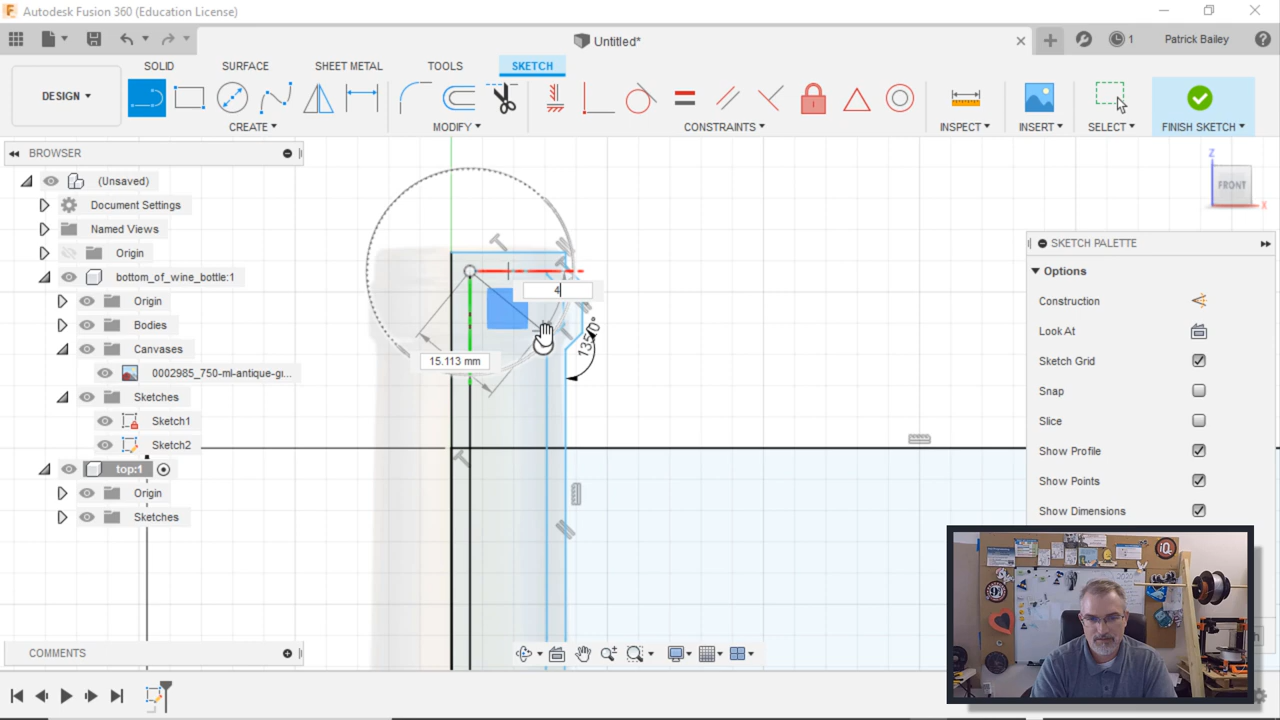 Autodesk Fusion 360 (Education License)
Untitled*
1
Patrick Bailey
DESIGN
SOLID
SURFACE
SHEET METAL
TOOLS
SKETCH
CREATE
MODIFY
CONSTRAINTS
INSPECT
INSERT
SELECT
FINISH SKETCH
BROWSER
(Unsaved)
Document Settings
Named Views
Origin
bottom_of_wine_bottle:1
Origin
Bodies
Canvases
0002985_750-ml-antique-gr...
Sketches
Sketch1
Sketch2
top:1
Origin
Sketches
4
15.113 mm
Z
FRONT
X
SKETCH PALETTE
Options
Construction
Look At
Sketch Grid
Snap
Slice
Show Profile
Show Points
Show Dimensions
COMMENTS